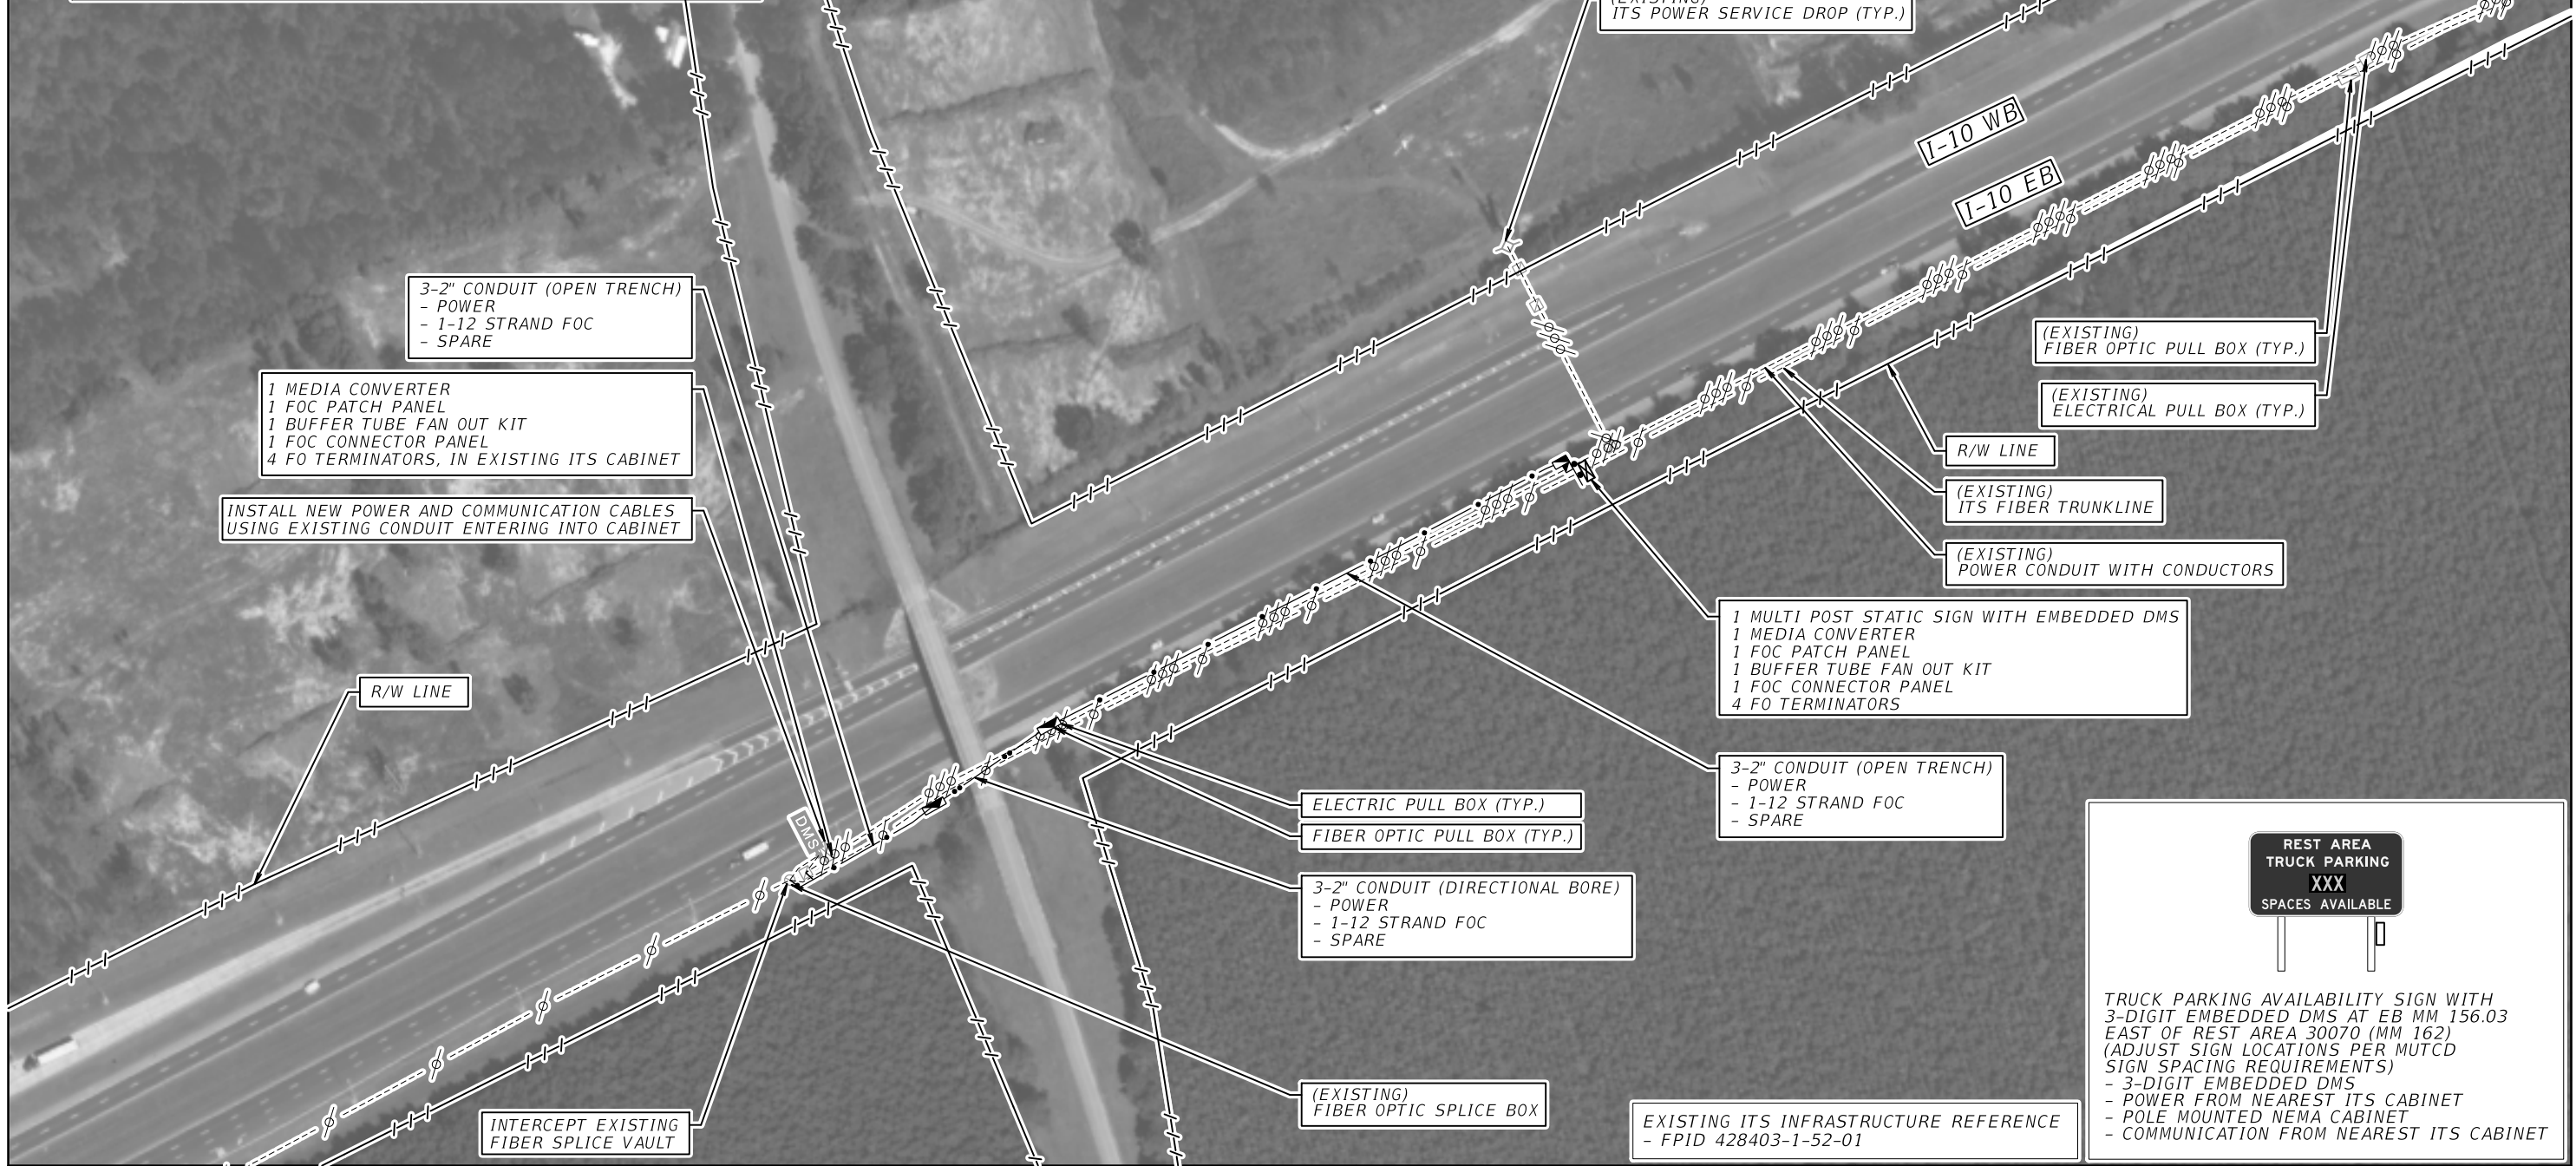 (EXISTING)
ITS POWER SERVICE DROP (TYP.)
I-10 WB
I-10 EB
3-2" CONDUIT (OPEN TRENCH)
- POWER
- 1-12 STRAND FOC
- SPARE
1 MEDIA CONVERTER
1 FOC PATCH PANEL
1 BUFFER TUBE FAN OUT KIT
1 FOC CONNECTOR PANEL
4 FO TERMINATORS, IN EXISTING ITS CABINET
INSTALL NEW POWER AND COMMUNICATION CABLES
USING EXISTING CONDUIT ENTERING INTO CABINET
(EXISTING)
FIBER OPTIC PULL BOX (TYP.)
(EXISTING)
ELECTRICAL PULL BOX (TYP.)
R/W LINE
(EXISTING)
ITS FIBER TRUNKLINE
(EXISTING)
POWER CONDUIT WITH CONDUCTORS
1 MULTI POST STATIC SIGN WITH EMBEDDED DMS
1 MEDIA CONVERTER
1 FOC PATCH PANEL
1 BUFFER TUBE FAN OUT KIT
1 FOC CONNECTOR PANEL
4 FO TERMINATORS
R/W LINE
3-2" CONDUIT (OPEN TRENCH)
- POWER
- 1-12 STRAND FOC
- SPARE
ELECTRIC PULL BOX (TYP.)
FIBER OPTIC PULL BOX (TYP.)
DMS
3-2" CONDUIT (DIRECTIONAL BORE)
- POWER
- 1-12 STRAND FOC
- SPARE
(EXISTING)
FIBER OPTIC SPLICE BOX
INTERCEPT EXISTING
FIBER SPLICE VAULT
EXISTING ITS INFRASTRUCTURE REFERENCE
- FPID 428403-1-52-01
REST AREA
TRUCK PARKING
XXX
SPACES AVAILABLE
TRUCK PARKING AVAILABILITY SIGN WITH
3-DIGIT EMBEDDED DMS AT EB MM 156.03
EAST OF REST AREA 30070 (MM 162)
(ADJUST SIGN LOCATIONS PER MUTCD
SIGN SPACING REQUIREMENTS)
- 3-DIGIT EMBEDDED DMS
- POWER FROM NEAREST ITS CABINET
- POLE MOUNTED NEMA CABINET
- COMMUNICATION FROM NEAREST ITS CABINET